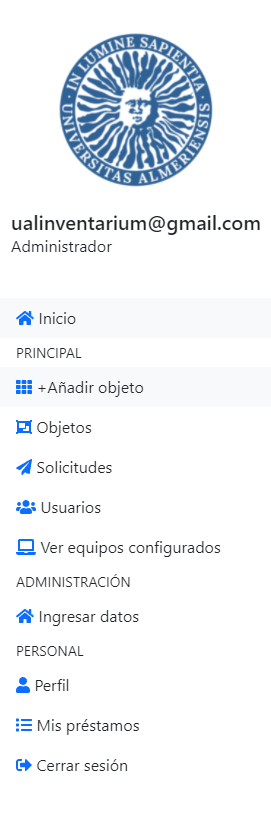 IN LUMINE SAPIENTIA
UNIVERSITAS ALMERIENSIS
ualinventarium@gmail.com
Administrador
Inicio
PRINCIPAL
+Añadir objeto
Objetos
Solicitudes
Usuarios
Ver equipos configurados
ADMINISTRACIÓN
Ingresar datos
PERSONAL
Perfil
Mis préstamos
Cerrar sesión